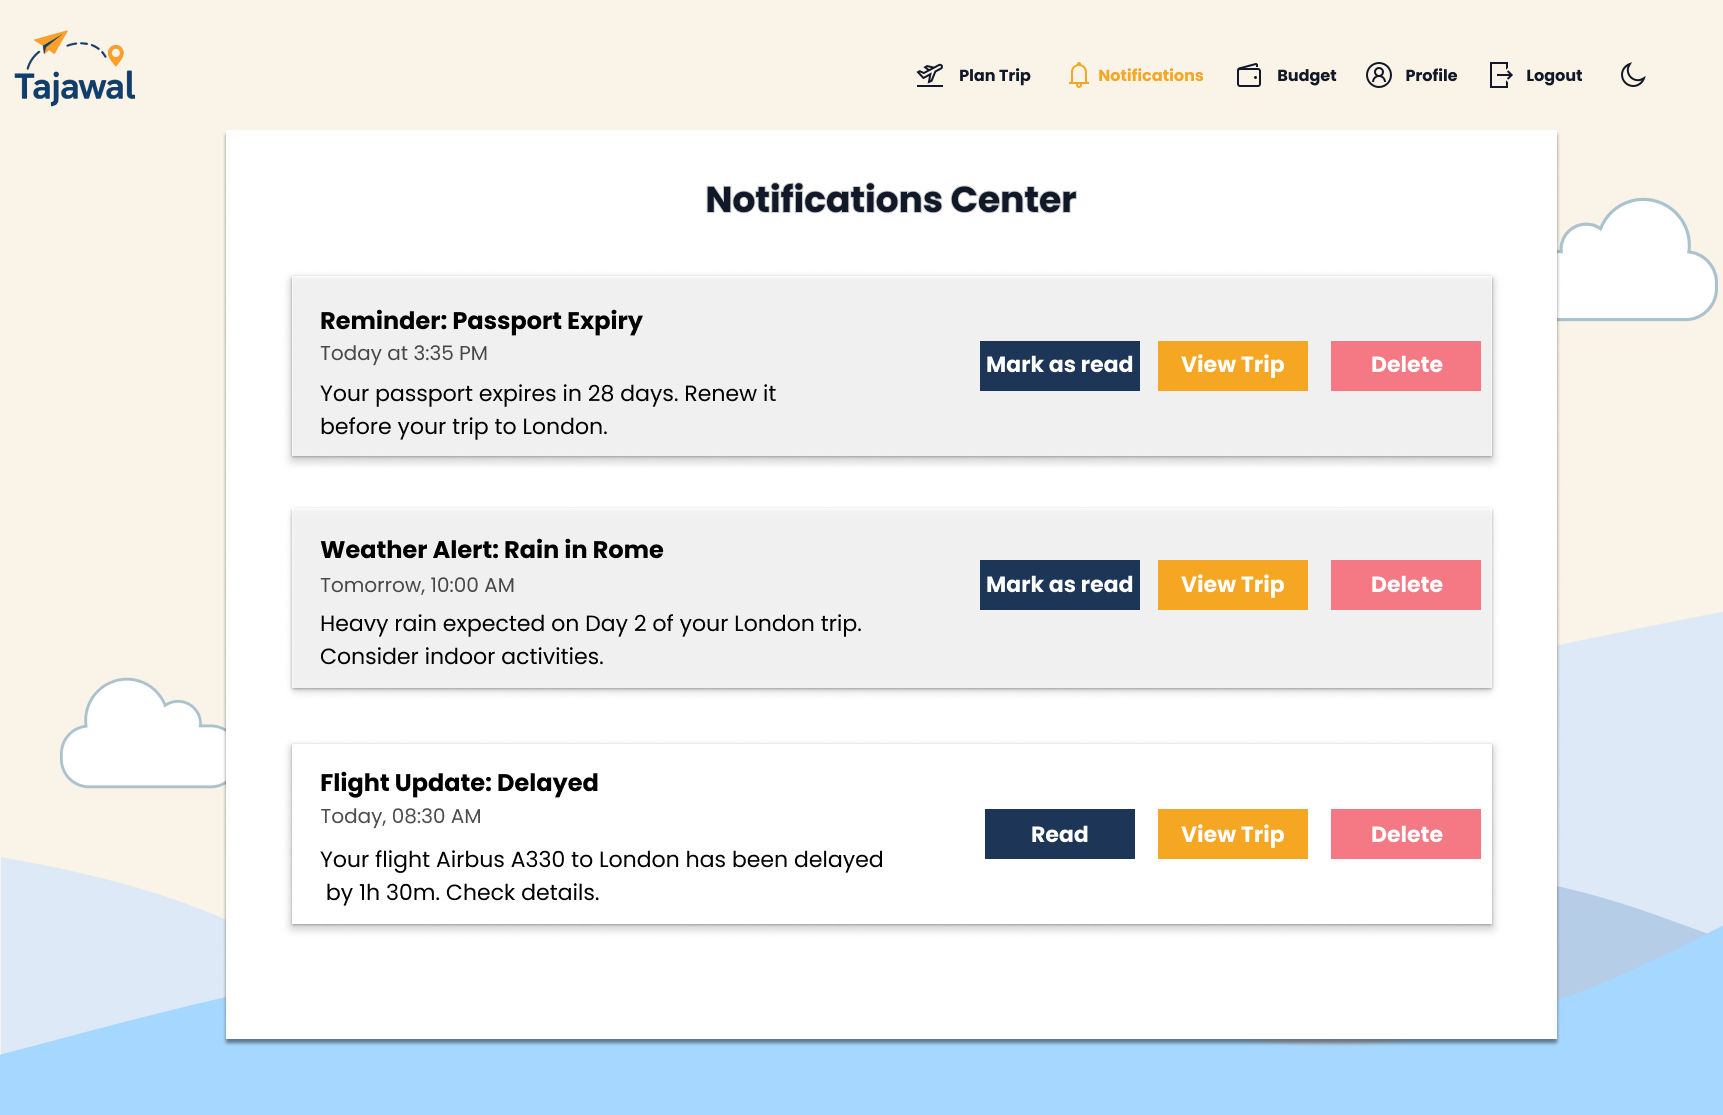 Tajawal
Plan Trip
Notifications
Budget
Profile
Logout
Notifications Center
Reminder: Passport Expiry
Today at 3:35 PM
Your passport expires in 28 days. Renew it
before your trip to London.
Mark as read
View Trip
Delete
Weather Alert: Rain in Rome
Tomorrow, 10:00 AM
Heavy rain expected on Day 2 of your London trip.
Consider indoor activities.
Mark as read
View Trip
Delete
Flight Update: Delayed
Today, 08:30 AM
Your flight Airbus A330 to London has been delayed
by 1h 30m. Check details.
Read
View Trip
Delete